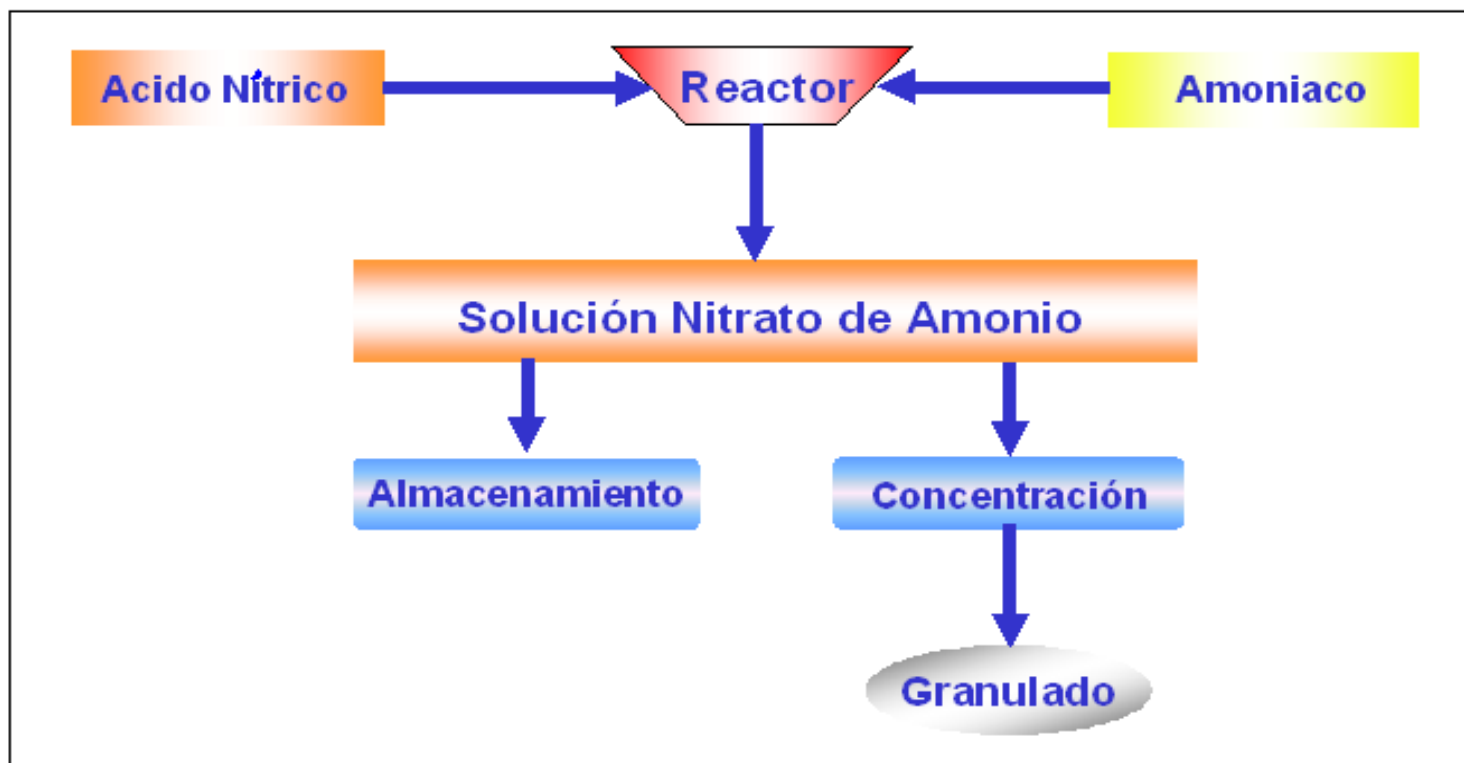 Acido Nítrico
Reactor
Amoniaco
Solución Nitrato de Amonio
Almacenamiento
Concentración
Granulado